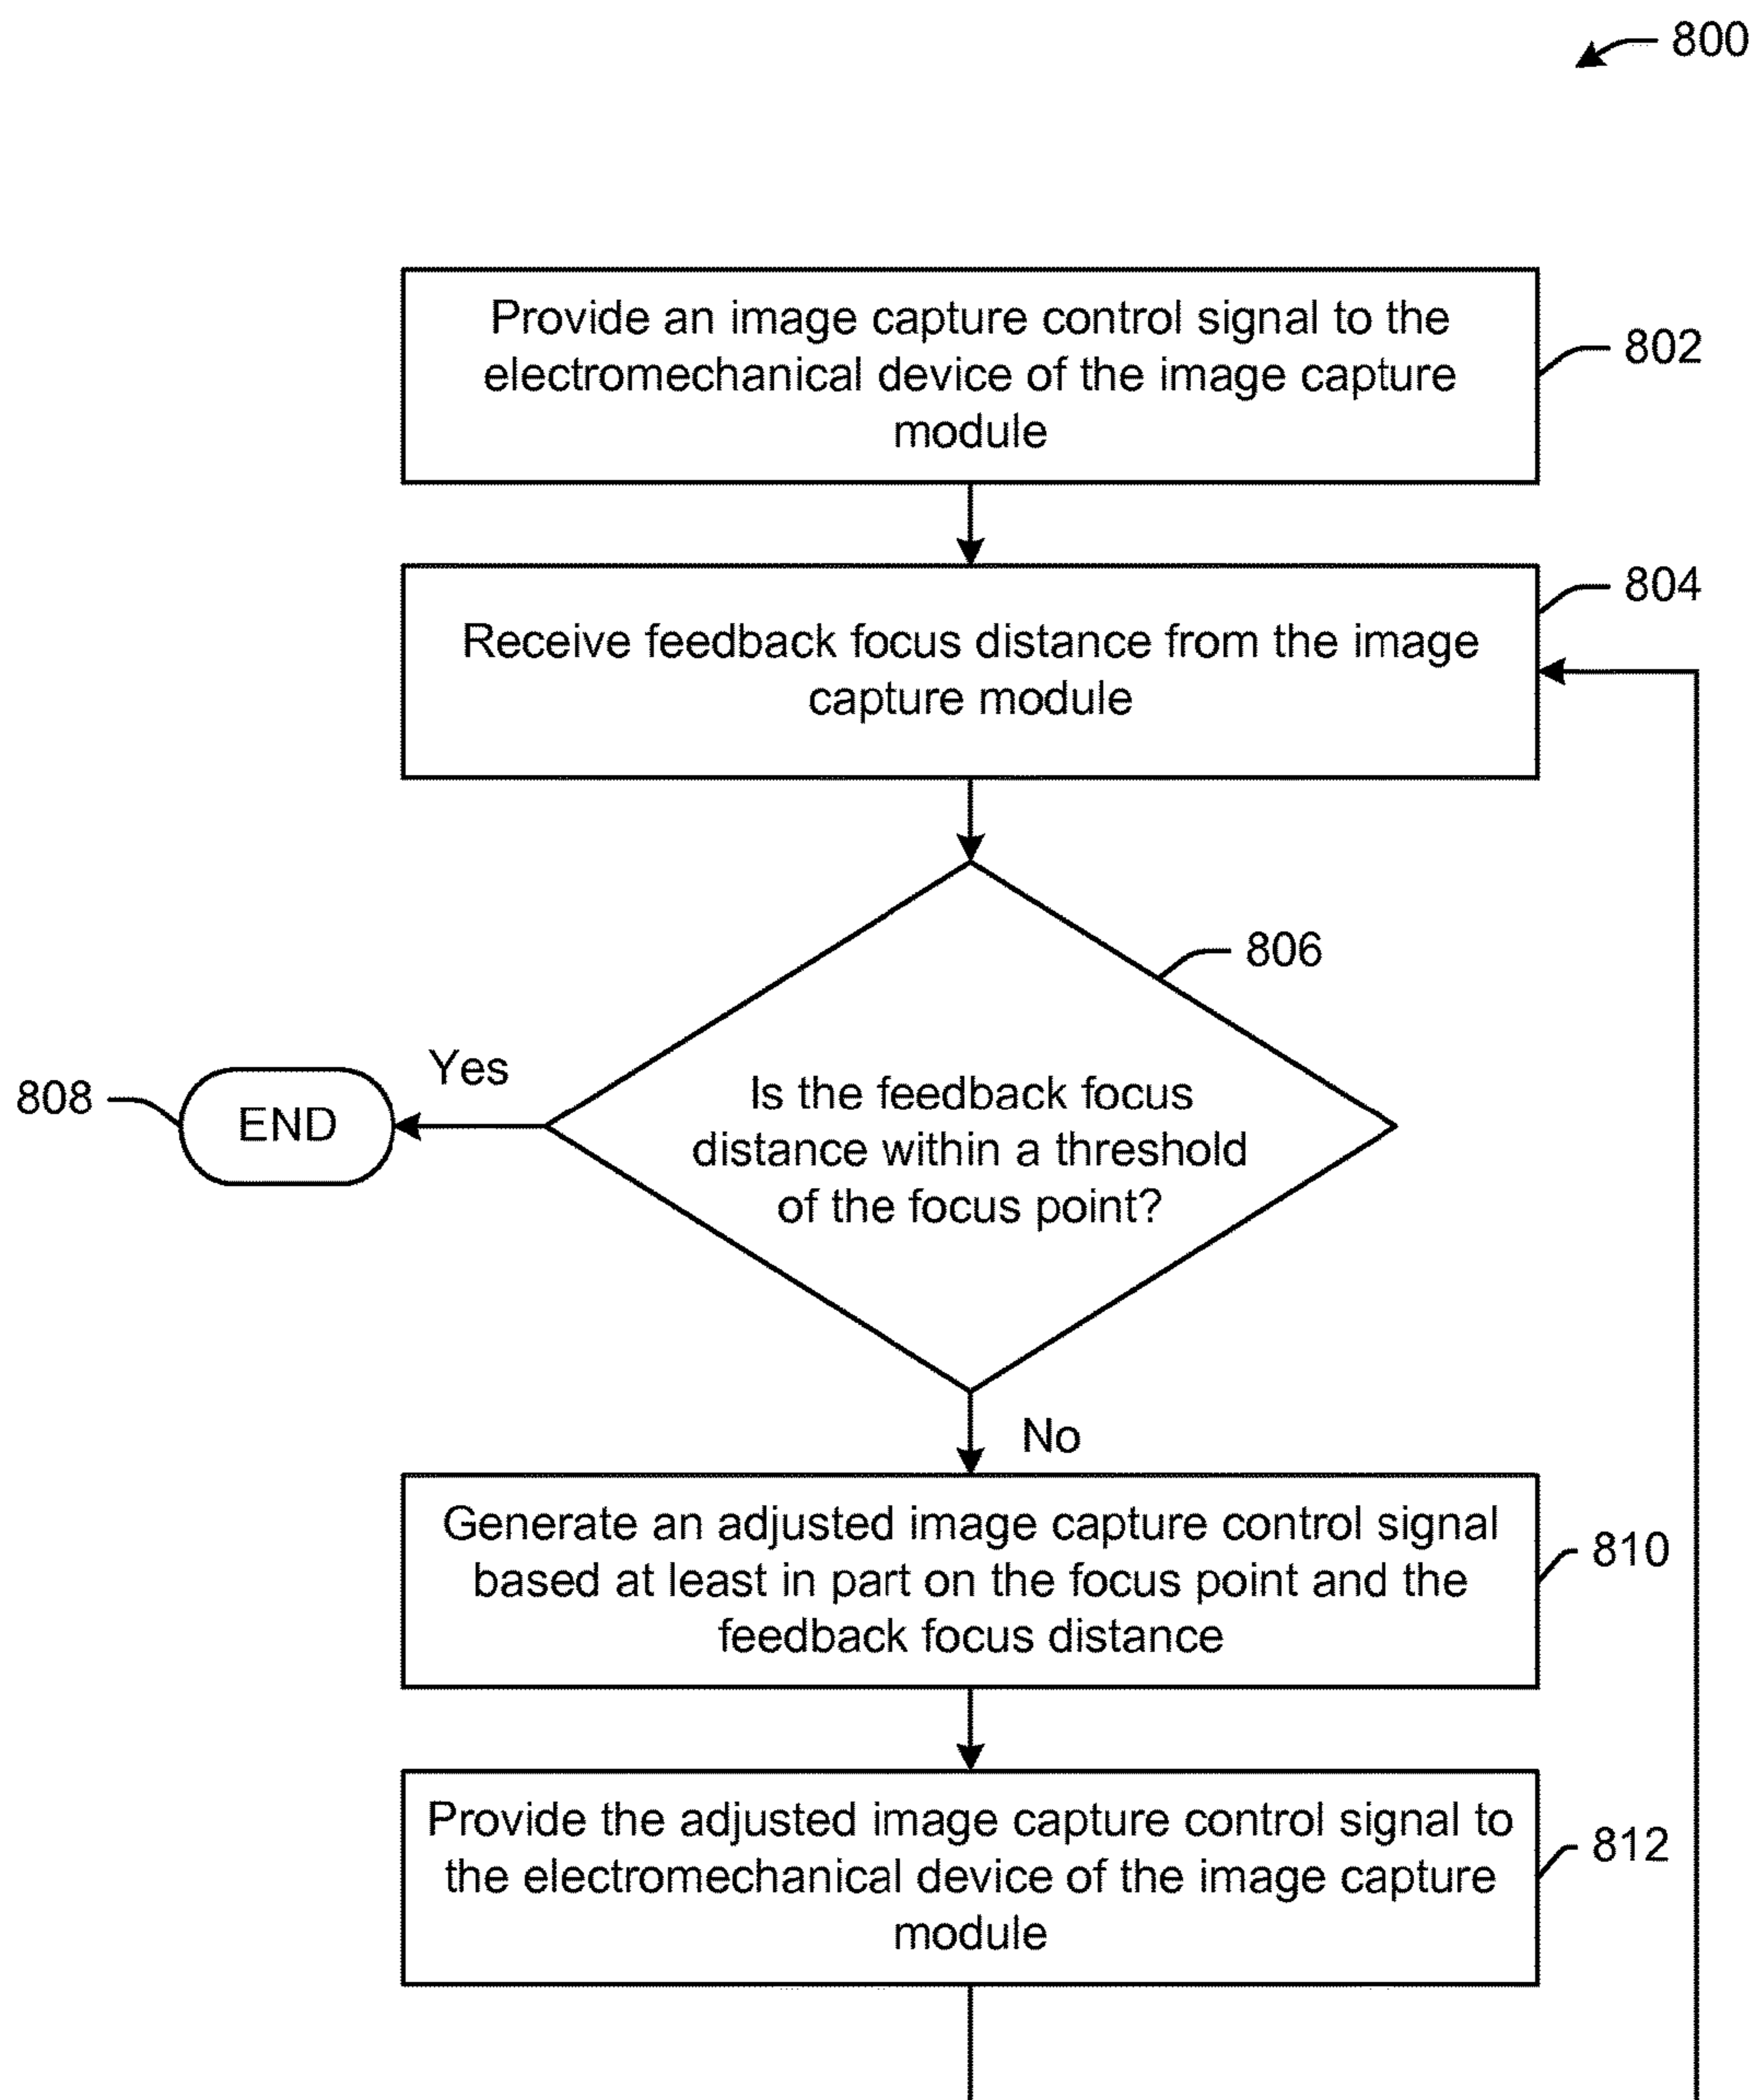 800
Provide an image capture control signal to the
electromechanical device of the image capture
module
802
804
Receive feedback focus distance from the image
capture module
806
Yes
808
END
Is the feedback focus
distance within a threshold
of the focus point?
No
Generate an adjusted image capture control signal
based at least in part on the focus point and the
feedback focus distance
810
Provide the adjusted image capture control signal to
the electromechanical device of the image capture
module
812